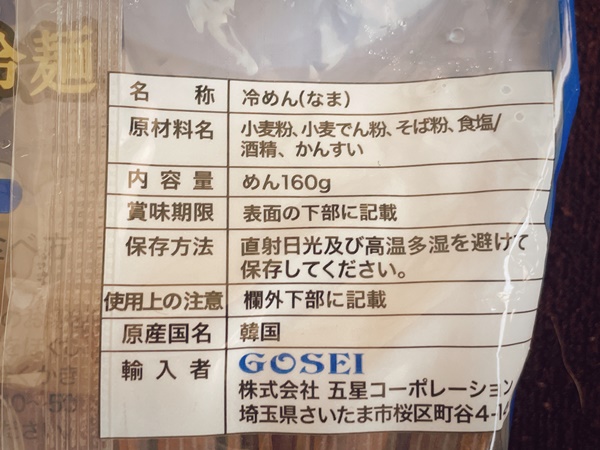 冷麺
名称 冷めん(なま)
原材料名 小麦粉、小麦でん粉、そば粉、食塩/
酒精、かんすい
内容量 めん160g
賞味期限 表面の下部に記載
保存方法 直射日光及び高温多湿を避けて
保存してください。
使用上の注意 欄外下部に記載
原産国名 韓国
輸入者 GOSEI
株式会社 五星コーポレーション
埼玉県さいたま市桜区町谷4-1